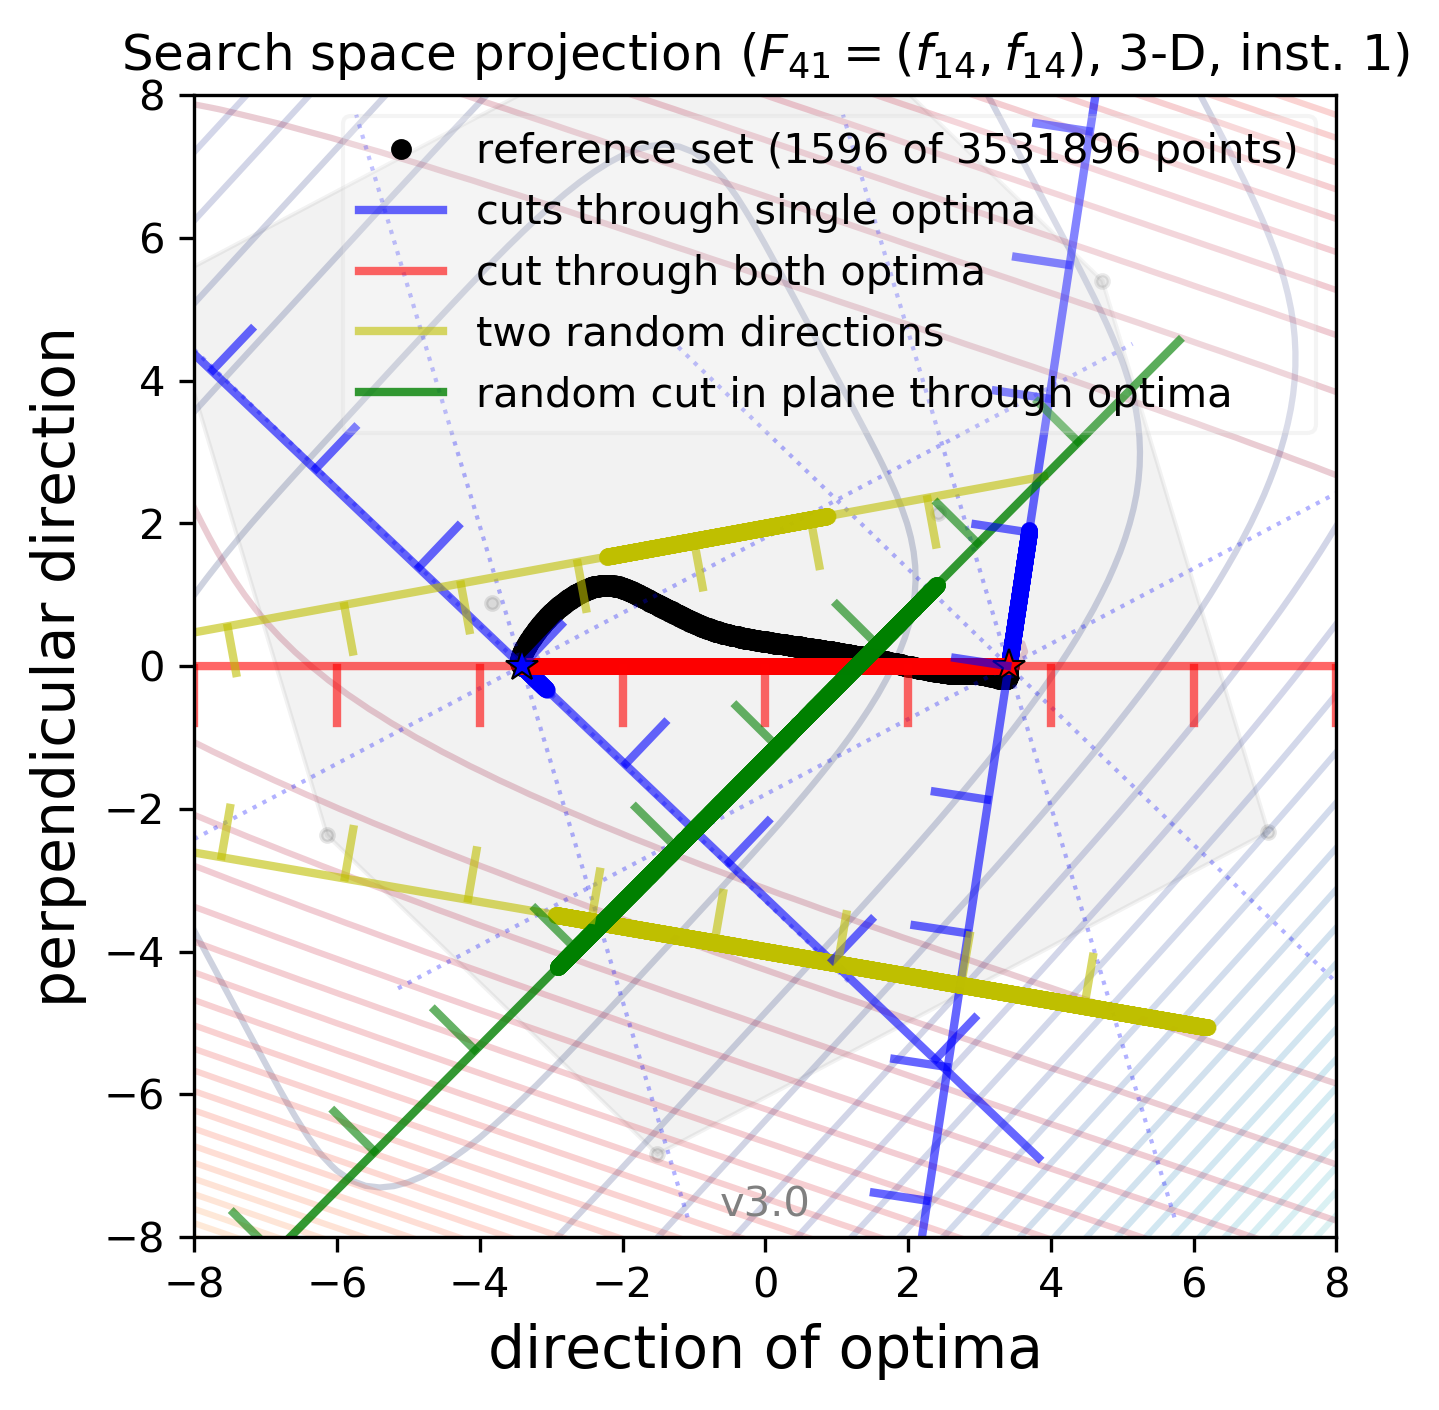 Search space projection (F₄₁ = (f₁₄, f₁₄), 3-D, inst. 1)
reference set (1596 of 3531896 points)
cuts through single optima
cut through both optima
two random directions
random cut in plane through optima
perpendicular direction
8
6
4
2
0
−2
−4
−6
−8
v3.0
−8 −6 −4 −2 0 2 4 6 8
direction of optima